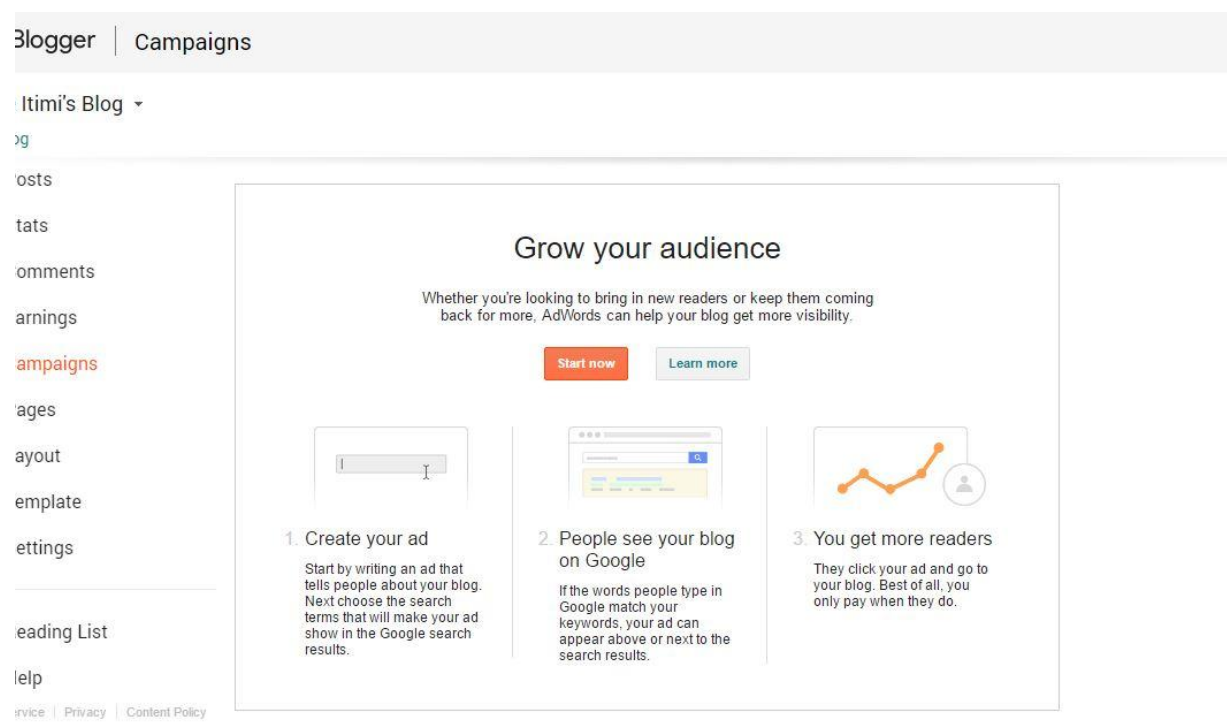 Blogger | Campaigns
Itimi's Blog
og
osts
tats
omments
arnings
ampaigns
ages
ayout
emplate
ettings
eading List
Help
ervice | Privacy | Content Policy
Grow your audience
Whether you're looking to bring in new readers or keep them coming
back for more, AdWords can help your blog get more visibility.
Start now
Learn more
1. Create your ad
Start by writing an ad that
tells people about your blog.
Next choose the search
terms that will make your ad
show in the Google search
results.
2. People see your blog
on Google
If the words people type in
Google match your
keywords, your ad can
appear above or next to the
search results.
3. You get more readers
They click your ad and go to
your blog. Best of all, you
only pay when they do.